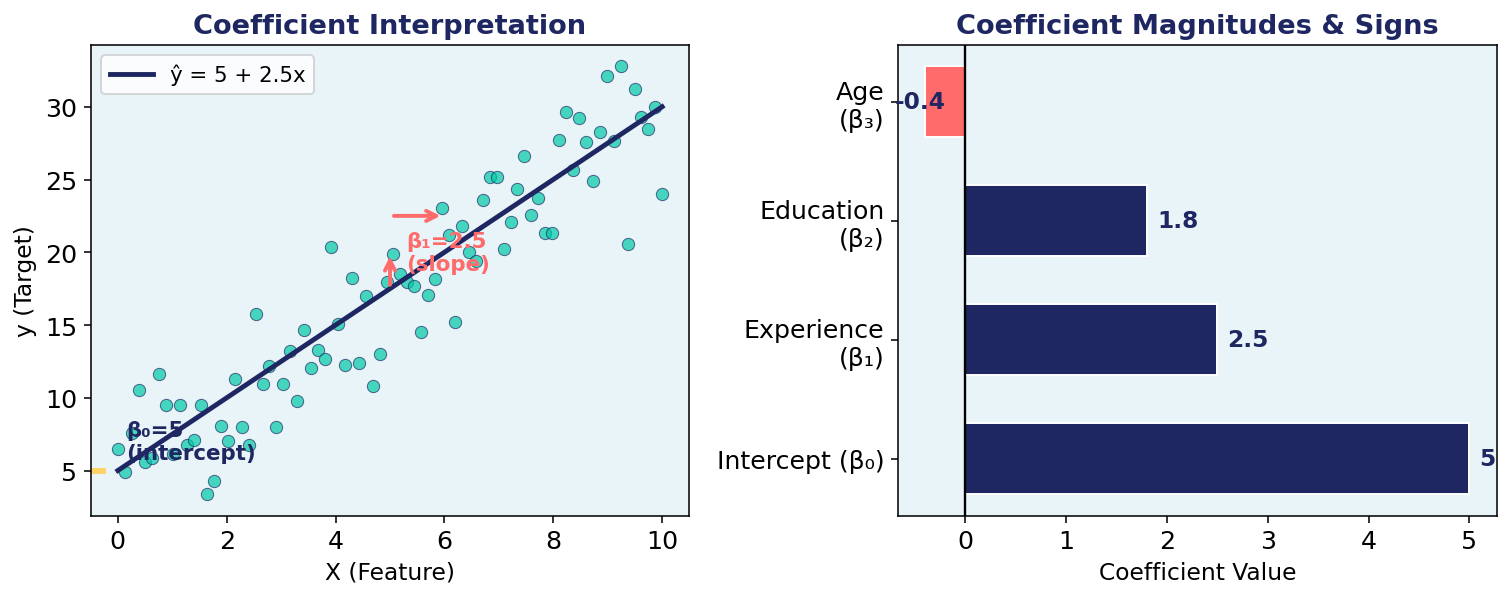 Coefficient Interpretation
ŷ = 5 + 2.5x
30
25
20
15
10
5
y (Target)
β₁=2.5
(slope)
β₀=5
(intercept)
0 2 4 6 8 10
X (Feature)
Coefficient Magnitudes & Signs
Age
(β₃)
-0.4
Education
(β₂)
1.8
Experience
(β₁)
2.5
Intercept (β₀)
5
0 1 2 3 4 5
Coefficient Value